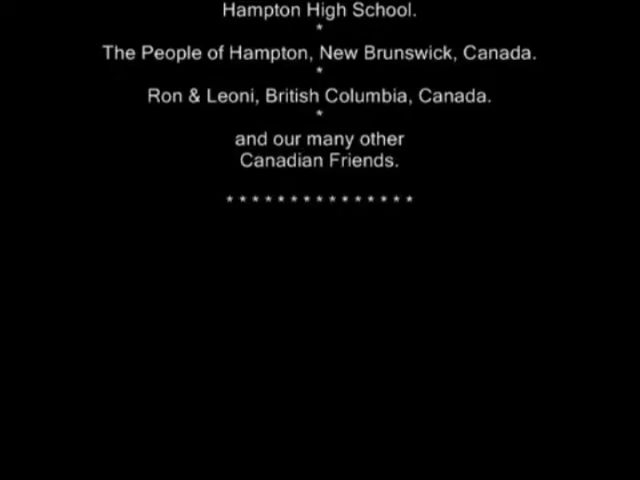 Hampton High School.
*
The People of Hampton, New Brunswick, Canada.
*
Ron & Leoni, British Columbia, Canada.
*
and our many other
Canadian Friends.
* * * * * * * * * * * * * * *